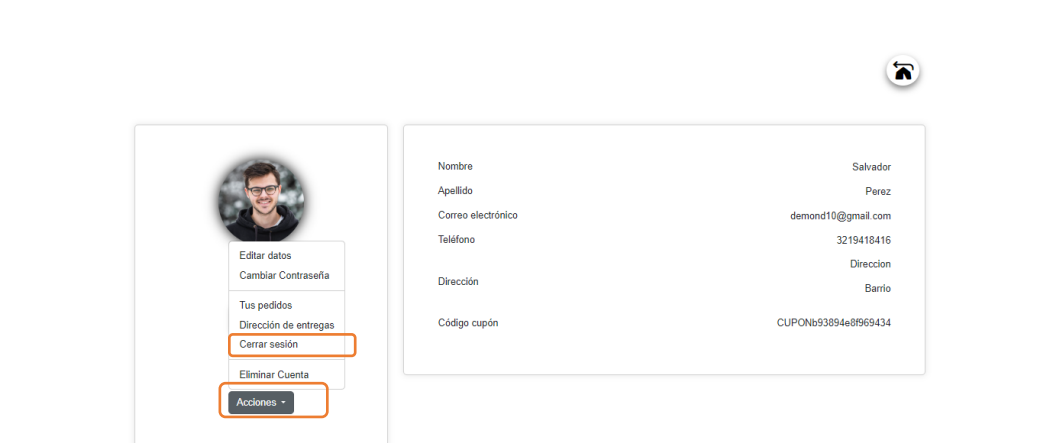 Editar datos
Cambiar Contraseña
Tus pedidos
Dirección de entregas
Cerrar sesión
Eliminar Cuenta
Acciones
Nombre Salvador
Apellido Perez
Correo electrónico demond10@gmail.com
Teléfono 3219418416
Dirección Direccion
Barrio
Código cupón CUPONb93894e8f969434